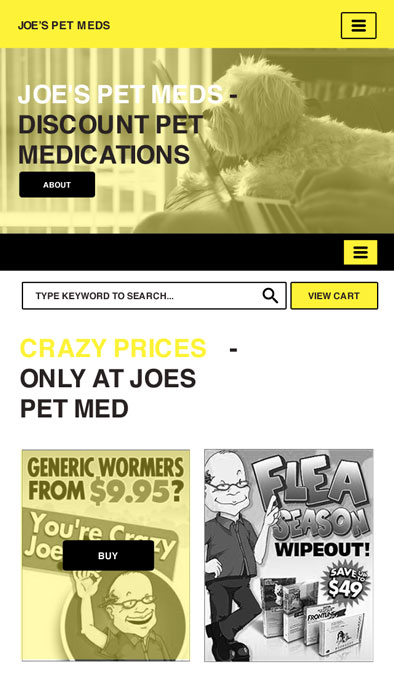 JOE'S PET MEDS
JOE'S PET MEDS -
DISCOUNT PET
MEDICATIONS
ABOUT
TYPE KEYWORD TO SEARCH...
VIEW CART
CRAZY PRICES -
ONLY AT JOES
PET MED
GENERIC WORMERS
FROM $9.95?
You're Crazy
Joe
BUY
FLEA
SEASON
WIPEOUT!
SAVE UP
TO
$49
FRONTLINE